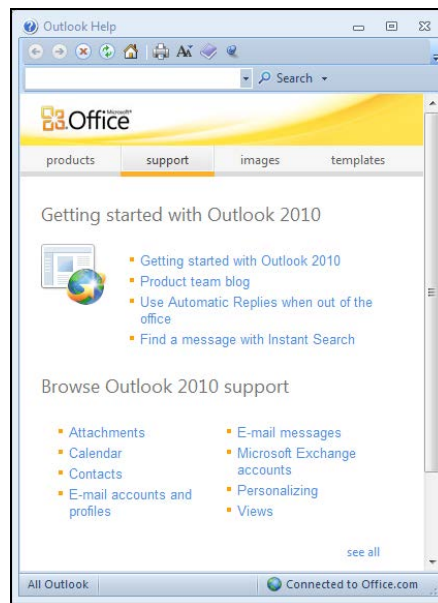 Outlook Help
Search
Microsoft®
Office
products support images templates
Getting started with Outlook 2010
Getting started with Outlook 2010
Product team blog
Use Automatic Replies when out of the
office
Find a message with Instant Search
Browse Outlook 2010 support
Attachments
Calendar
Contacts
E-mail accounts and
profiles
E-mail messages
Microsoft Exchange
accounts
Personalizing
Views
see all
All Outlook Connected to Office.com